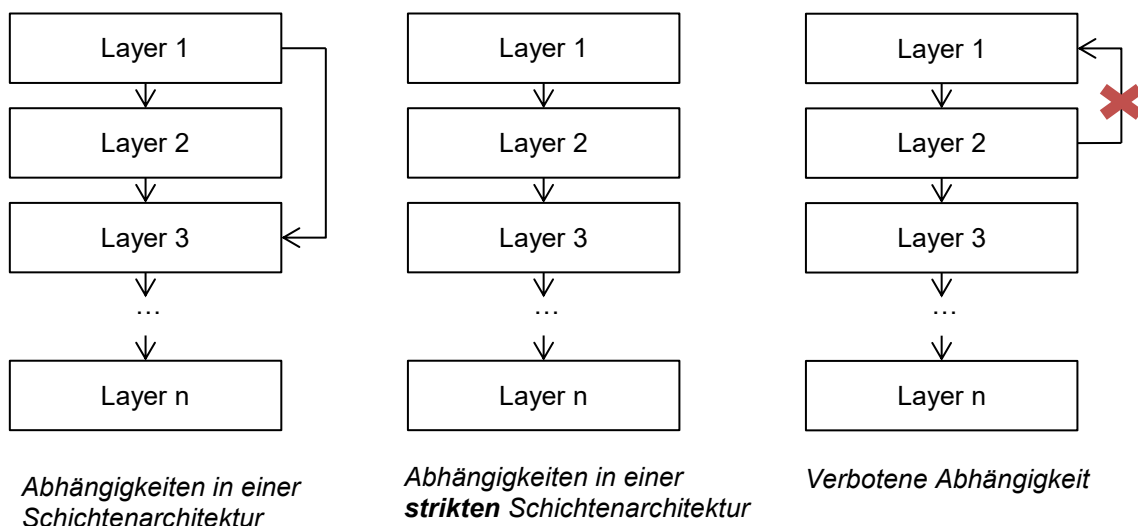 Layer 1
Layer 2
Layer 3
...
Layer n
Abhängigkeiten in einer
Schichtenarchitektur
Layer 1
Layer 2
Layer 3
...
Layer n
Abhängigkeiten in einer
strikten Schichtenarchitektur
Layer 1
Layer 2
Layer 3
...
Layer n
Verbotene Abhängigkeit